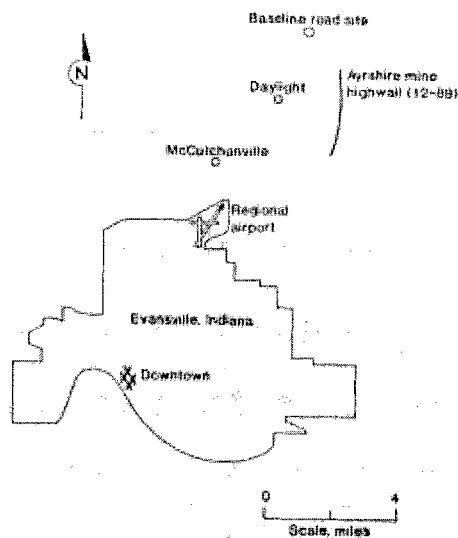 Baseline road site
N
Daylight
Ayrshire mine
highwall (12-89)
McCutchanville
Regional
airport
Evansville, Indiana
Downtown
0 4
Scale, miles